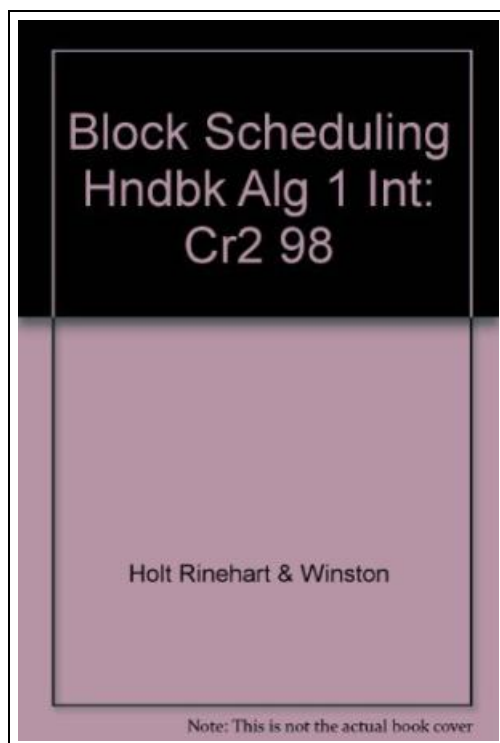 Block Scheduling
Hndbk Alg 1 Int:
Cr2 98
Holt Rinehart & Winston
Note: This is not the actual book cover